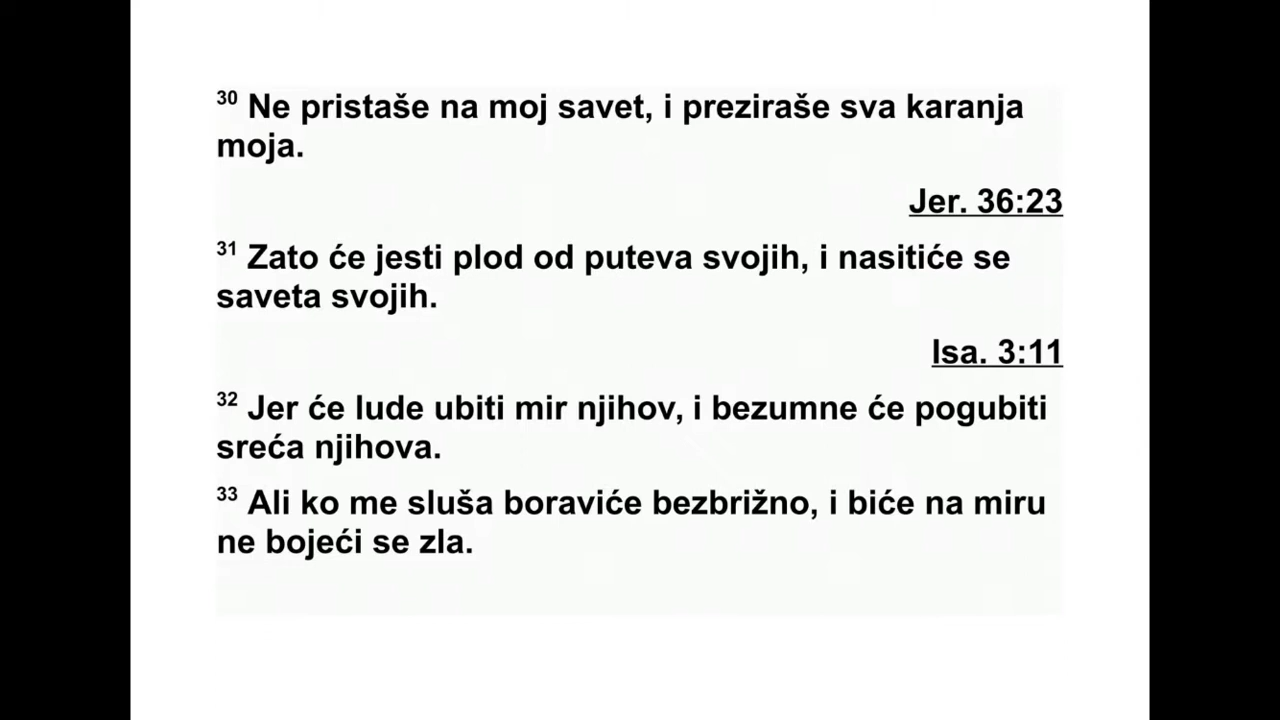 30 Ne pristaše na moj savet, i preziraše sva karanja
moja.
Jer. 36:23
31 Zato će jesti plod od puteva svojih, i nasitiće se
saveta svojih.
Isa. 3:11
32 Jer će lude ubiti mir njihov, i bezumne će pogubiti
sreća njihova.
33 Ali ko me sluša boraviće bezbrižno, i biće na miru
ne bojeći se zla.